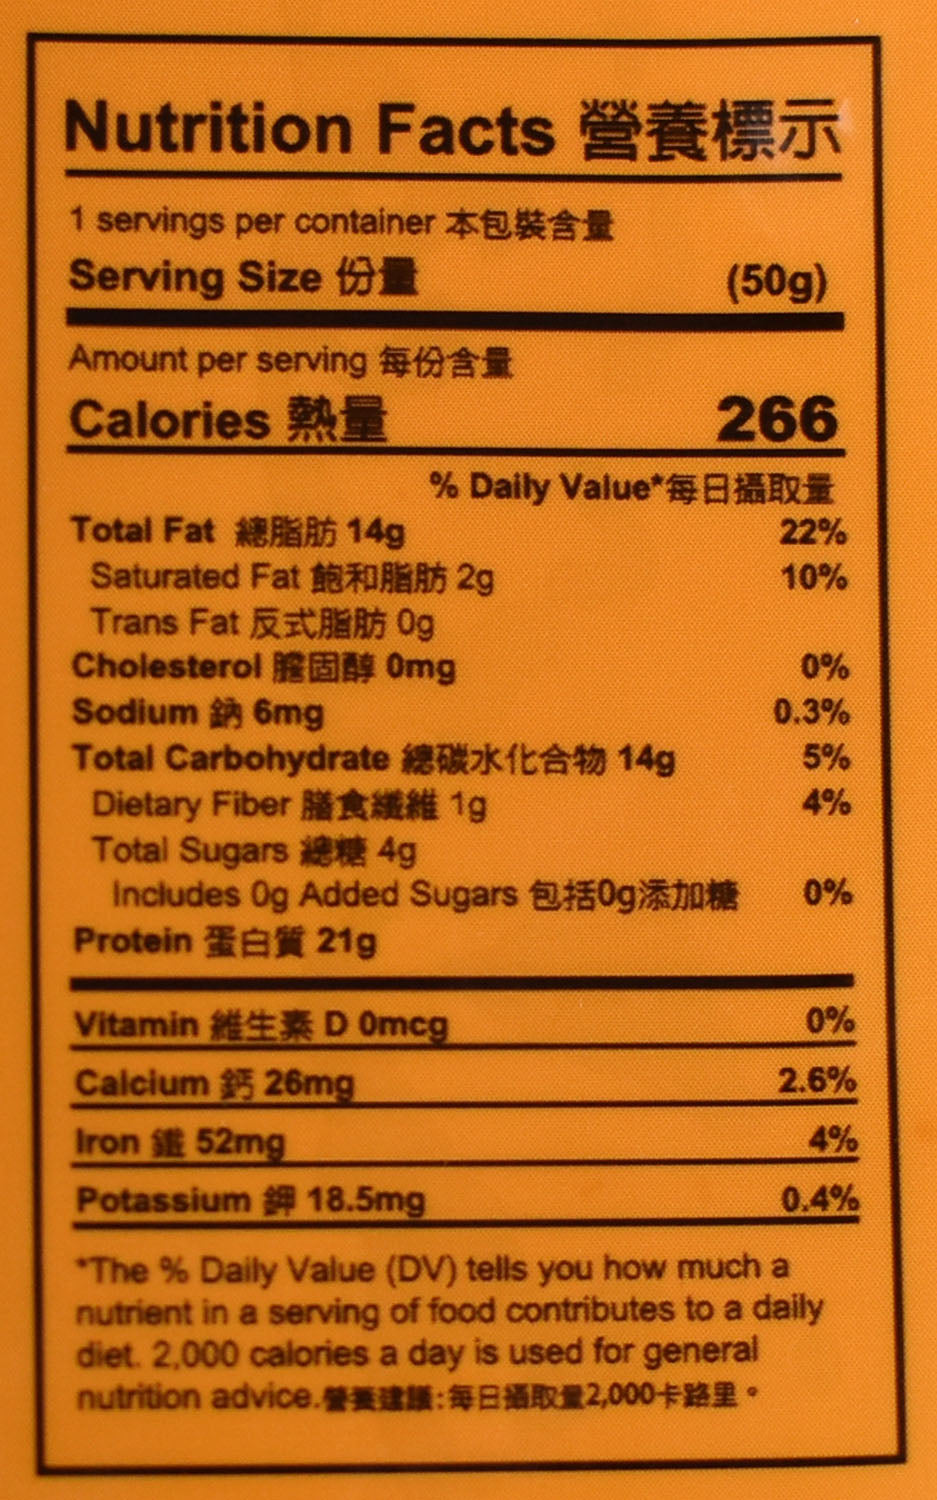 Nutrition Facts 營養標示
1 servings per container 本包裝含量
Serving Size 份量 (50g)
Amount per serving 每份含量
Calories 熱量 266
% Daily Value*每日攝取量
Total Fat 總脂肪 14g 22%
Saturated Fat 飽和脂肪 2g 10%
Trans Fat 反式脂肪 0g
Cholesterol 膽固醇 0mg 0%
Sodium 鈉 6mg 0.3%
Total Carbohydrate 總碳水化合物 14g 5%
Dietary Fiber 膳食纖維 1g 4%
Total Sugars 總糖 4g
Includes 0g Added Sugars 包括0g添加糖 0%
Protein 蛋白質 21g
Vitamin 維生素 D 0mcg 0%
Calcium 鈣 26mg 2.6%
Iron 鐵 52mg 4%
Potassium 鉀 18.5mg 0.4%
*The % Daily Value (DV) tells you how much a
nutrient in a serving of food contributes to a daily
diet. 2,000 calories a day is used for general
nutrition advice.營養建議:每日攝取量2,000卡路里。